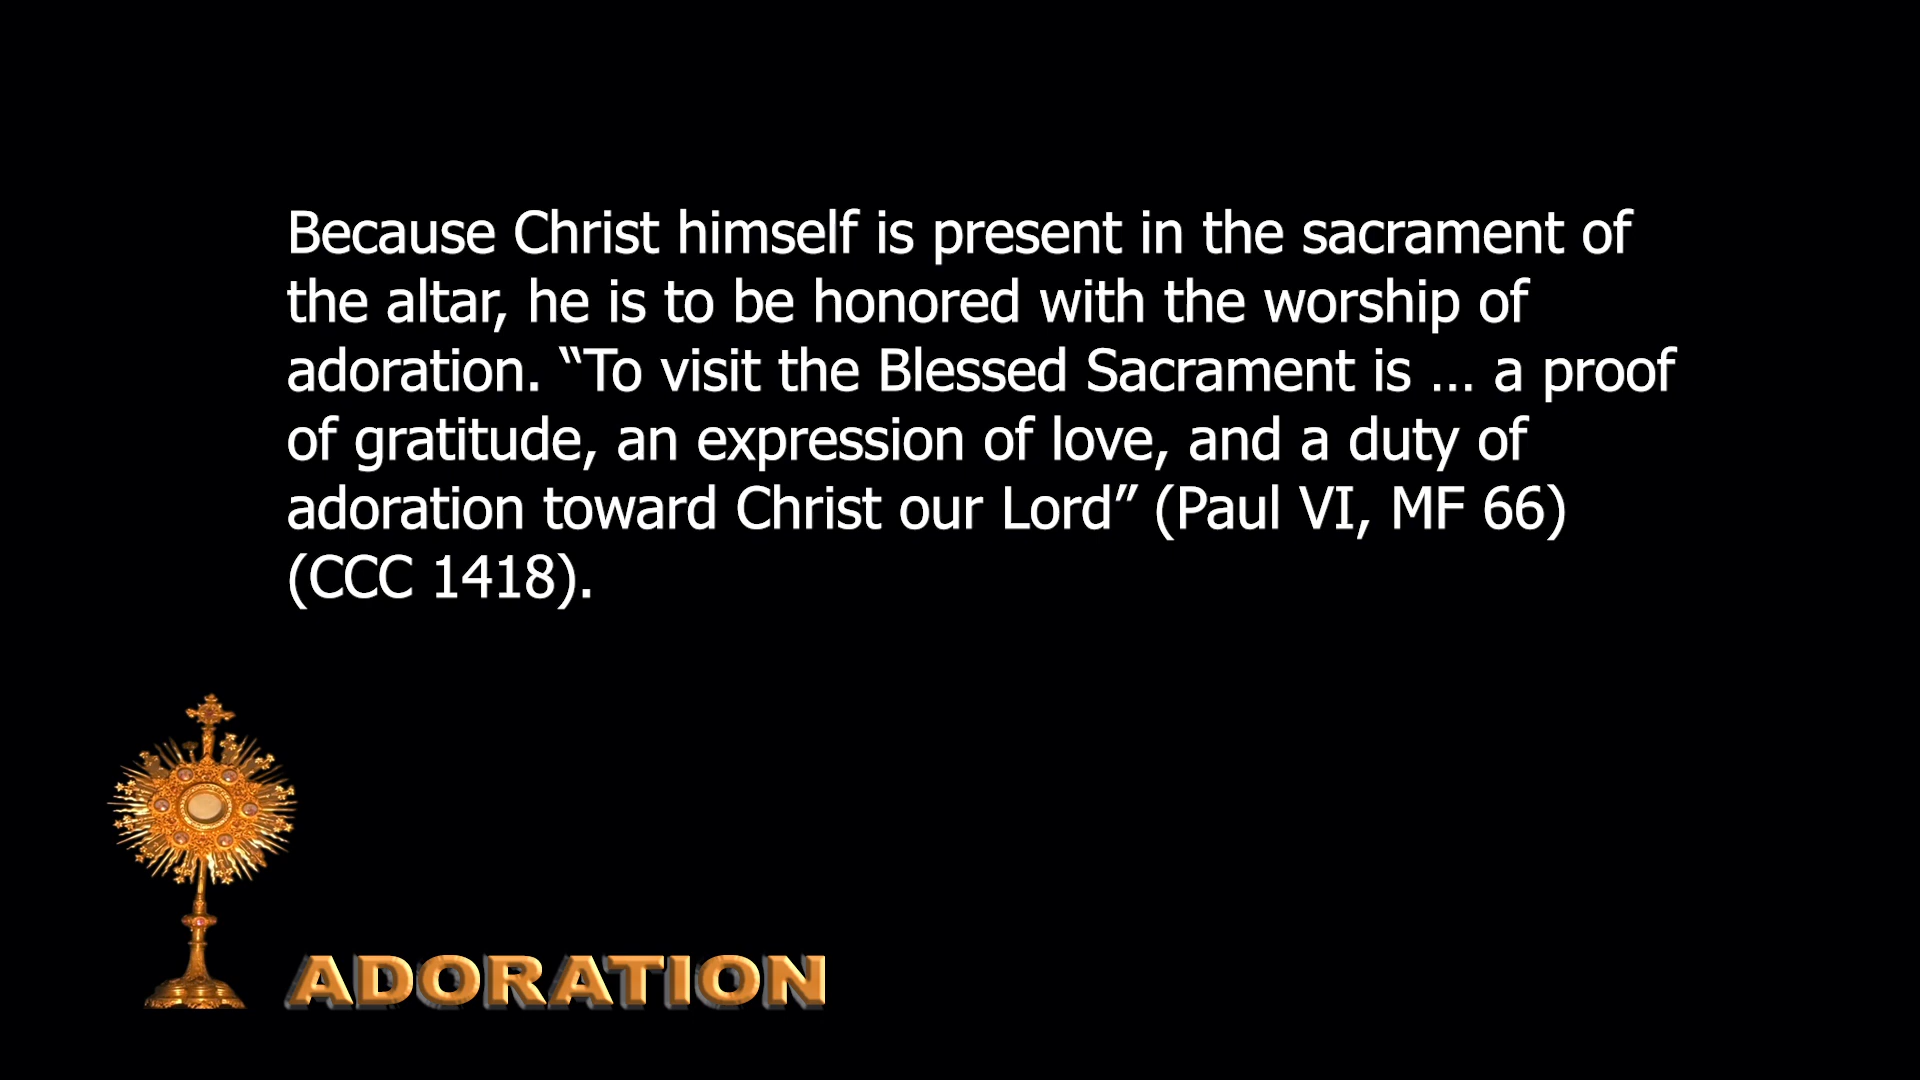 Because Christ himself is present in the sacrament of
the altar, he is to be honored with the worship of
adoration. “To visit the Blessed Sacrament is … a proof
of gratitude, an expression of love, and a duty of
adoration toward Christ our Lord” (Paul VI, MF 66)
(CCC 1418).
ADORATION